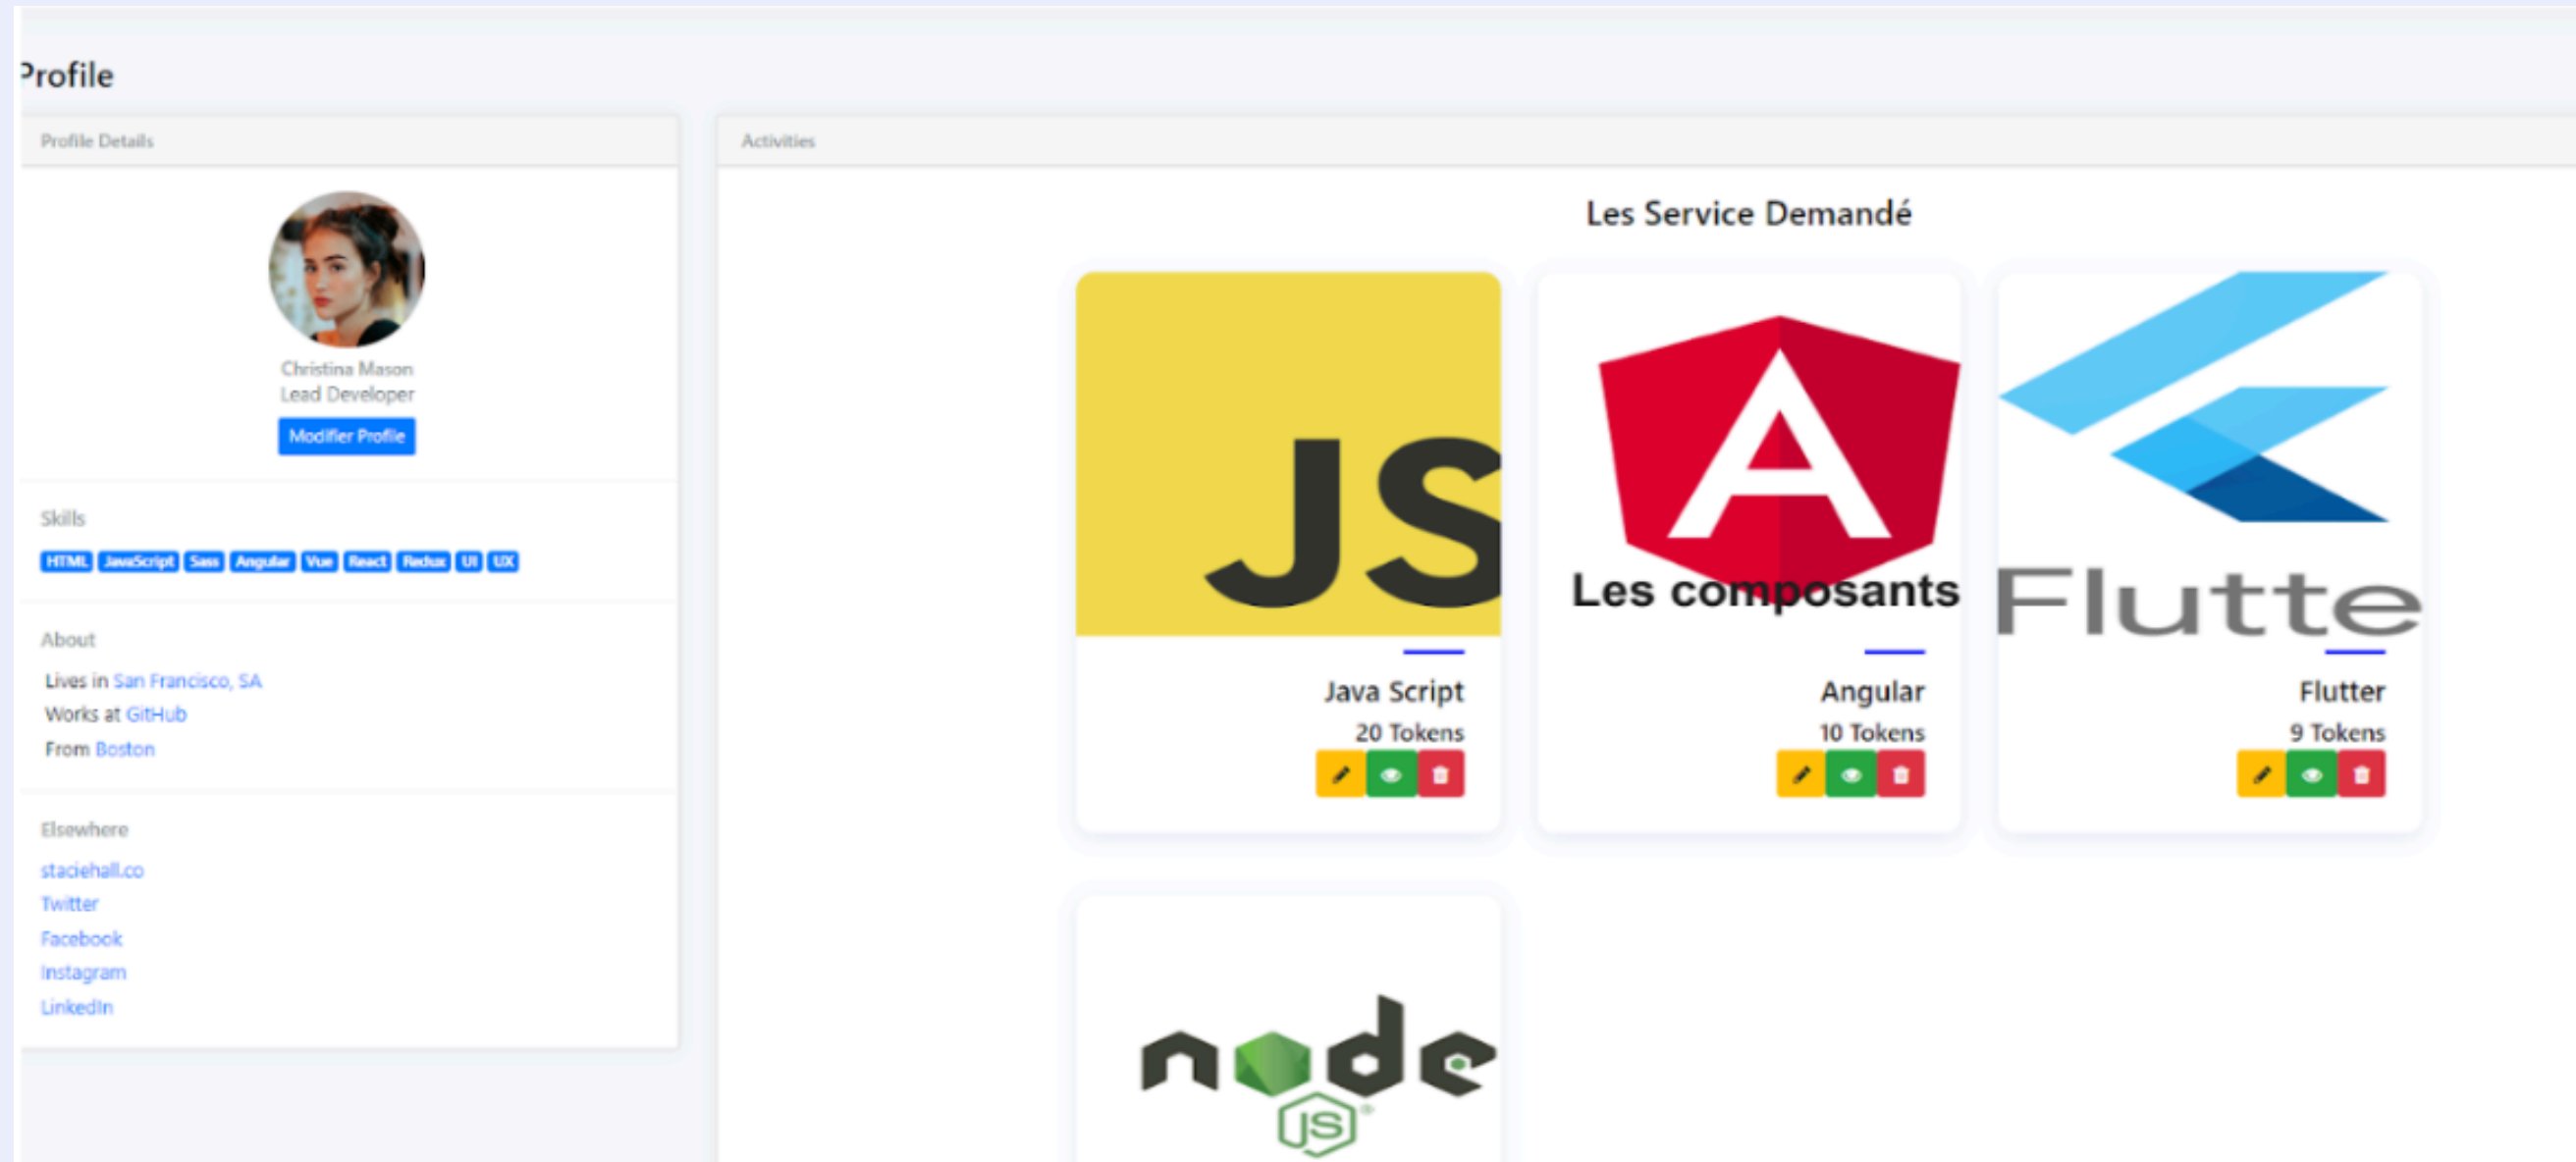 Profile
Profile Details
Christina Mason
Lead Developer
Modifier Profile
Skills
HTML JavaScript Sass Angular Vue React Redux UI UX
About
Lives in San Francisco, SA
Works at GitHub
From Boston
Elsewhere
staciehall.co
Twitter
Facebook
Instagram
LinkedIn
Activities
Les Service Demandé
JS
Java Script
20 Tokens
Les composants
Angular
10 Tokens
Flutte
Flutter
9 Tokens
node
JS